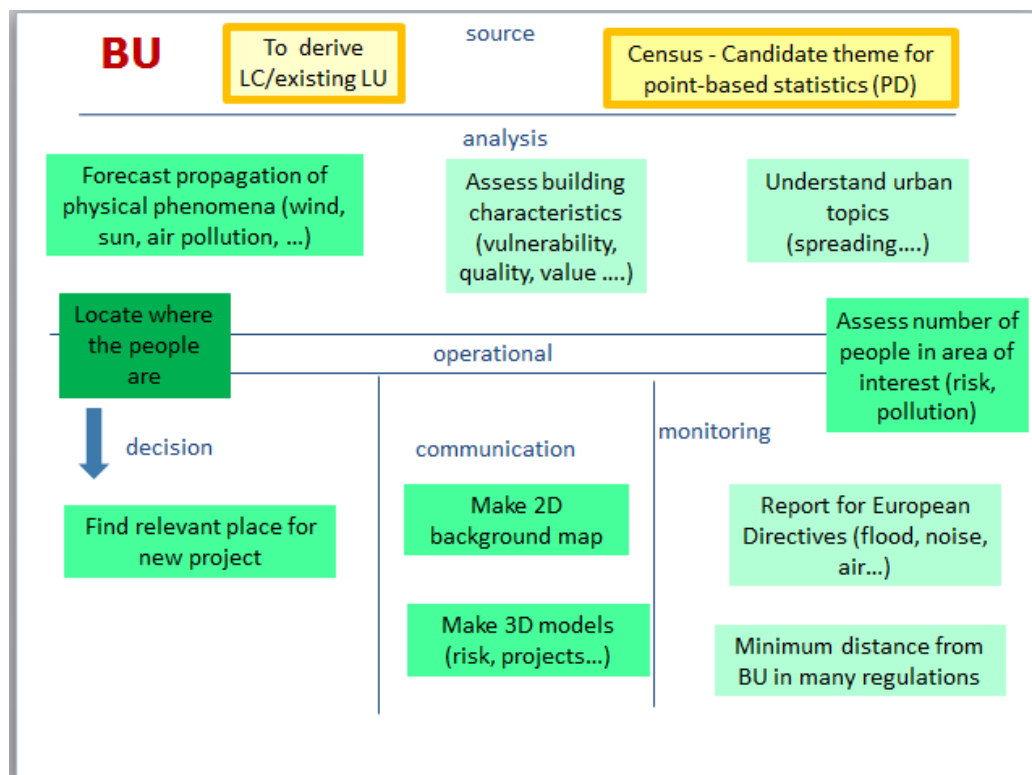 BU
To derive
LC/existing LU
source
Census - Candidate theme for
point-based statistics (PD)
analysis
Forecast propagation of
physical phenomena (wind,
sun, air pollution, ...)
Assess building
characteristics
(vulnerability,
quality, value ....)
Understand urban
topics
(spreading....)
Locate where
the people
are
operational
Assess number of
people in area of
interest (risk,
pollution)
decision
communication
monitoring
Find relevant place for
new project
Make 2D
background map
Report for European
Directives (flood, noise,
air...)
Make 3D models
(risk, projects...)
Minimum distance from
BU in many regulations